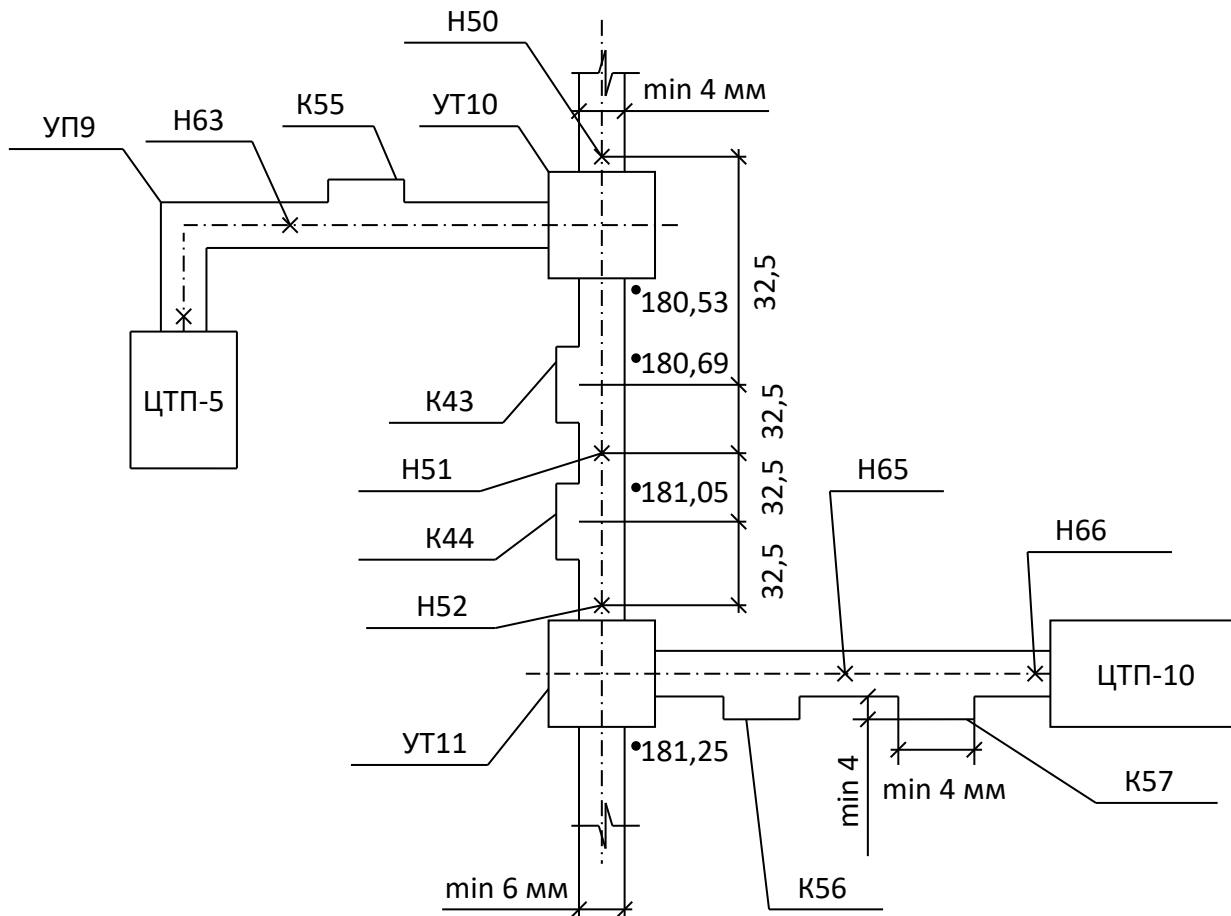 Н50
К55
УТ10
min 4 мм
УП9
Н63
180,53
32,5
180,69
ЦТП-5
К43
32,5
Н51
Н65
181,05
32,5
К44
Н66
32,5
Н52
ЦТП-10
УТ11
181,25
min 4
min 4 мм
К57
min 6 мм
К56